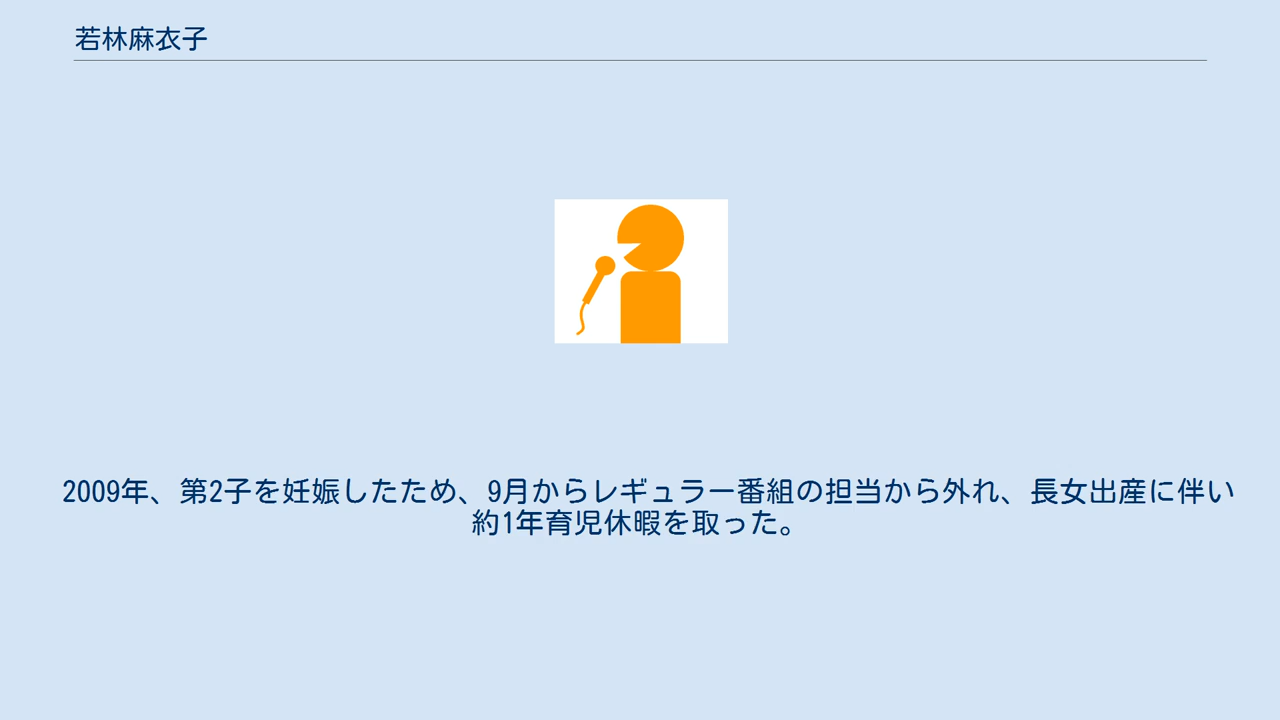 若林麻衣子
2009年、第2子を妊娠したため、9月からレギュラー番組の担当から外れ、長女出産に伴い
約1年育児休暇を取った。